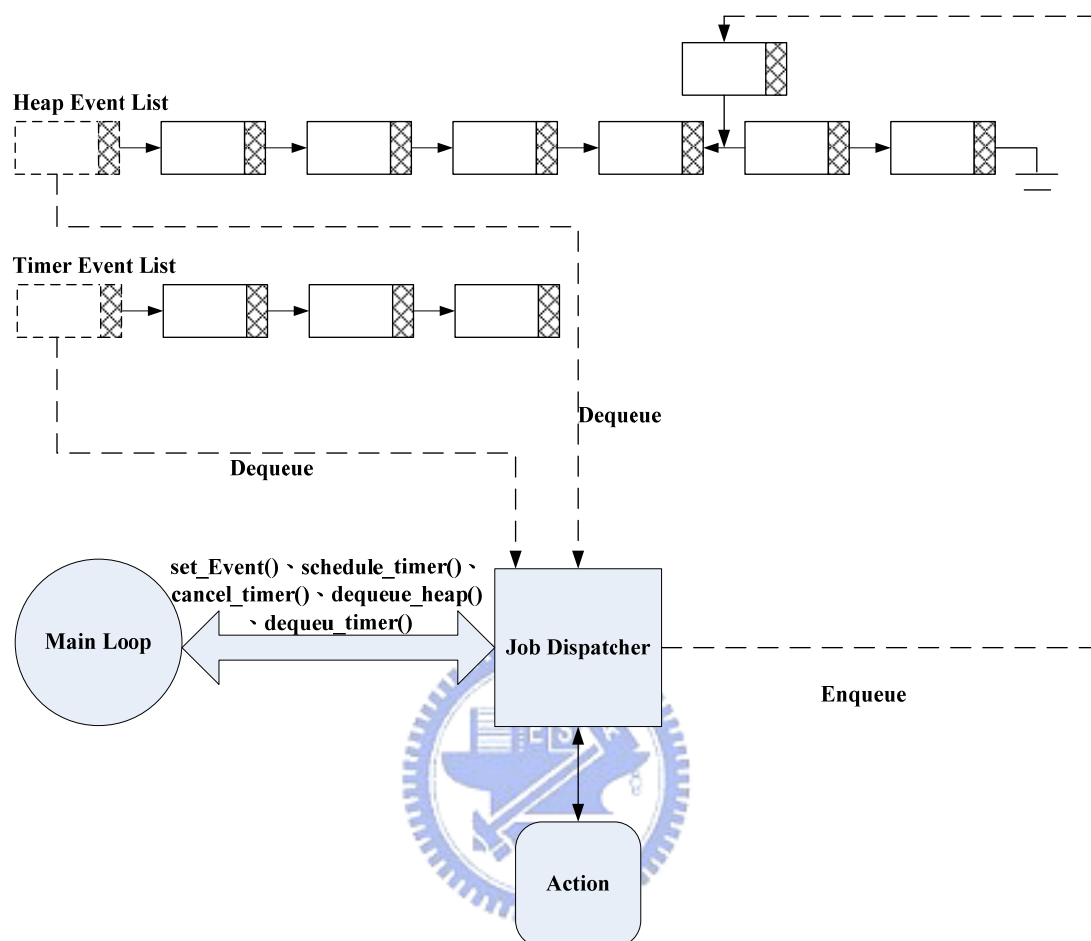 Heap Event List
Timer Event List
Dequeue
Dequeue
set_Event()、schedule_timer()、
cancel_timer()、dequeue_heap()
、dequeu_timer()
Main Loop
Job Dispatcher
Enqueue
E S
Action